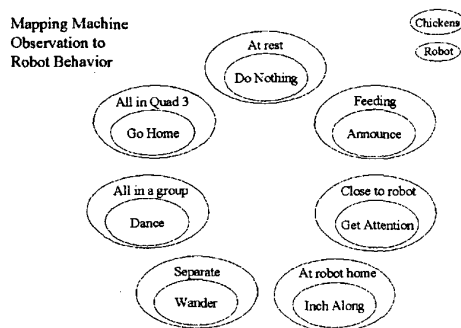 Mapping Machine
Observation to
Robot Behavior
Chickens
Robot
At rest
Do Nothing
All in Quad 3
Go Home
Feeding
Announce
All in a group
Dance
Close to robot
Get Attention
Separate
Wander
At robot home
Inch Along